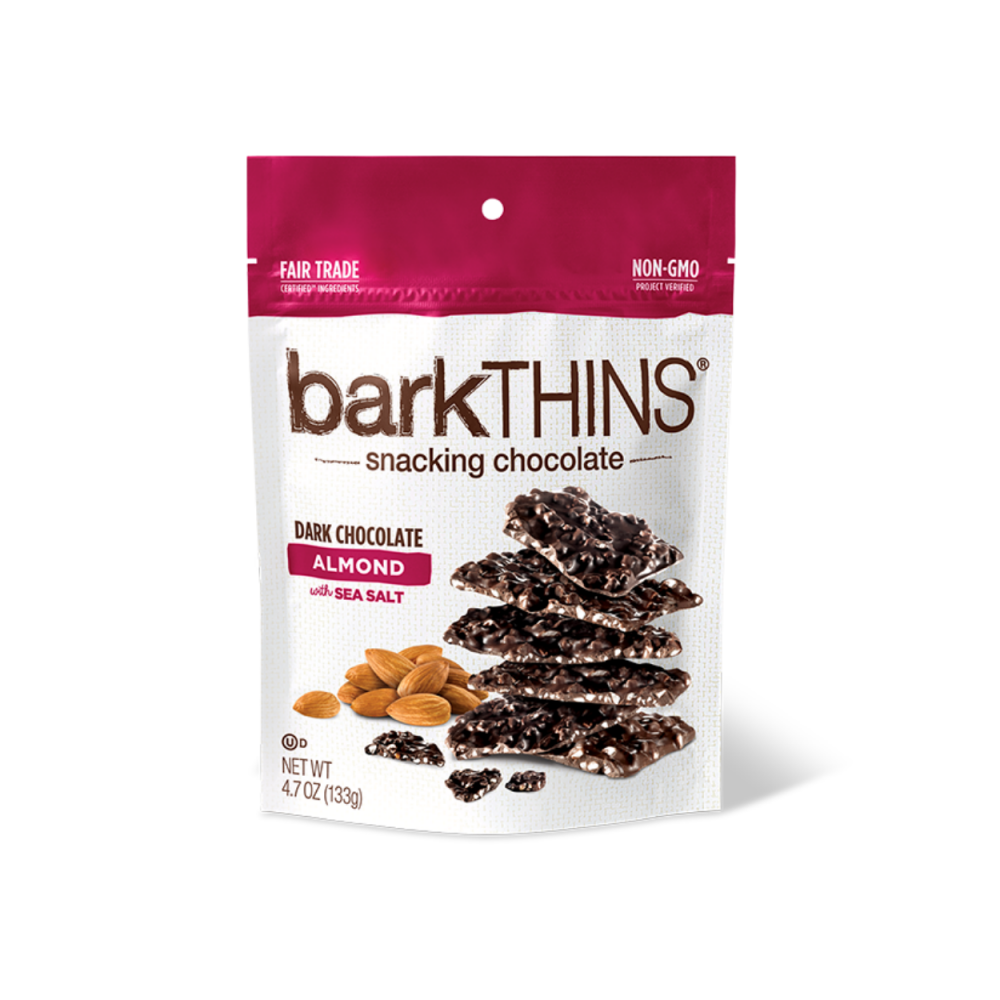 FAIR TRADE
CERTIFIED™ INGREDIENTS
NON-GMO
PROJECT VERIFIED
barkTHINS®
snacking chocolate
DARK CHOCOLATE
ALMOND
with SEA SALT
U D
NET WT
4.7 OZ (133g)